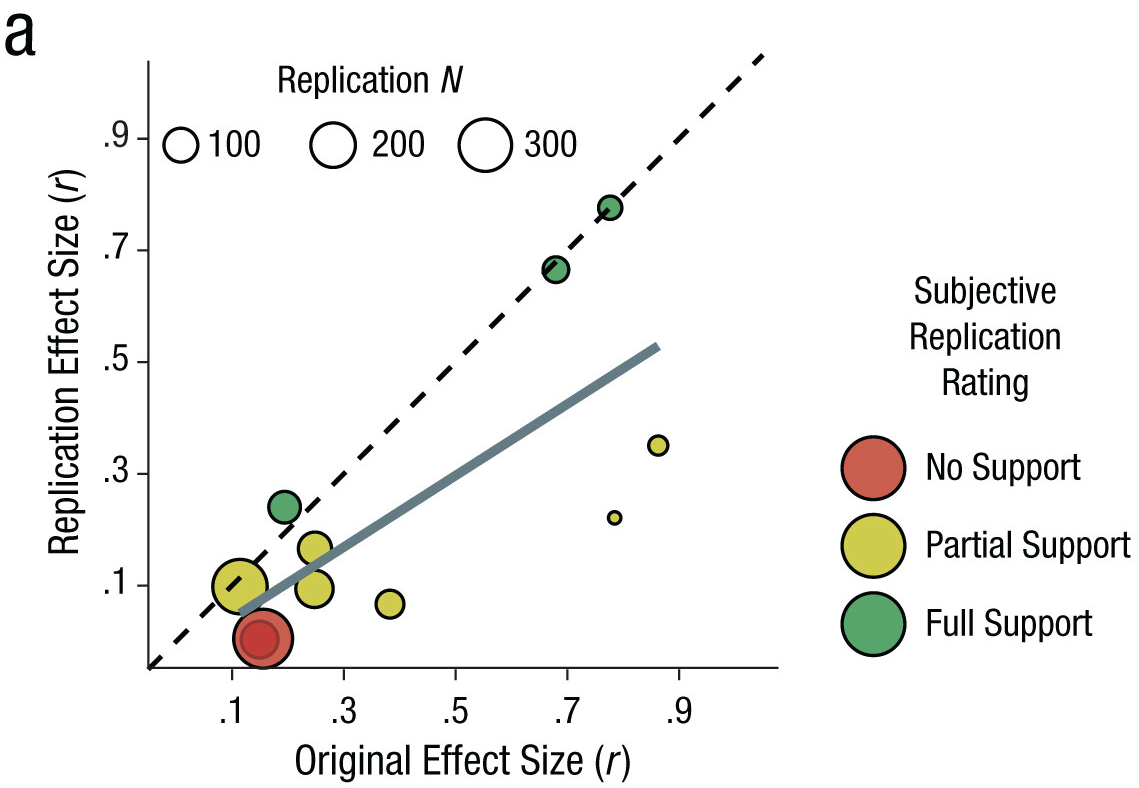 a
Replication N
100 200 300
.9
.7
.5
.3
.1
Replication Effect Size (r)
.1 .3 .5 .7 .9
Original Effect Size (r)
Subjective
Replication
Rating
No Support
Partial Support
Full Support